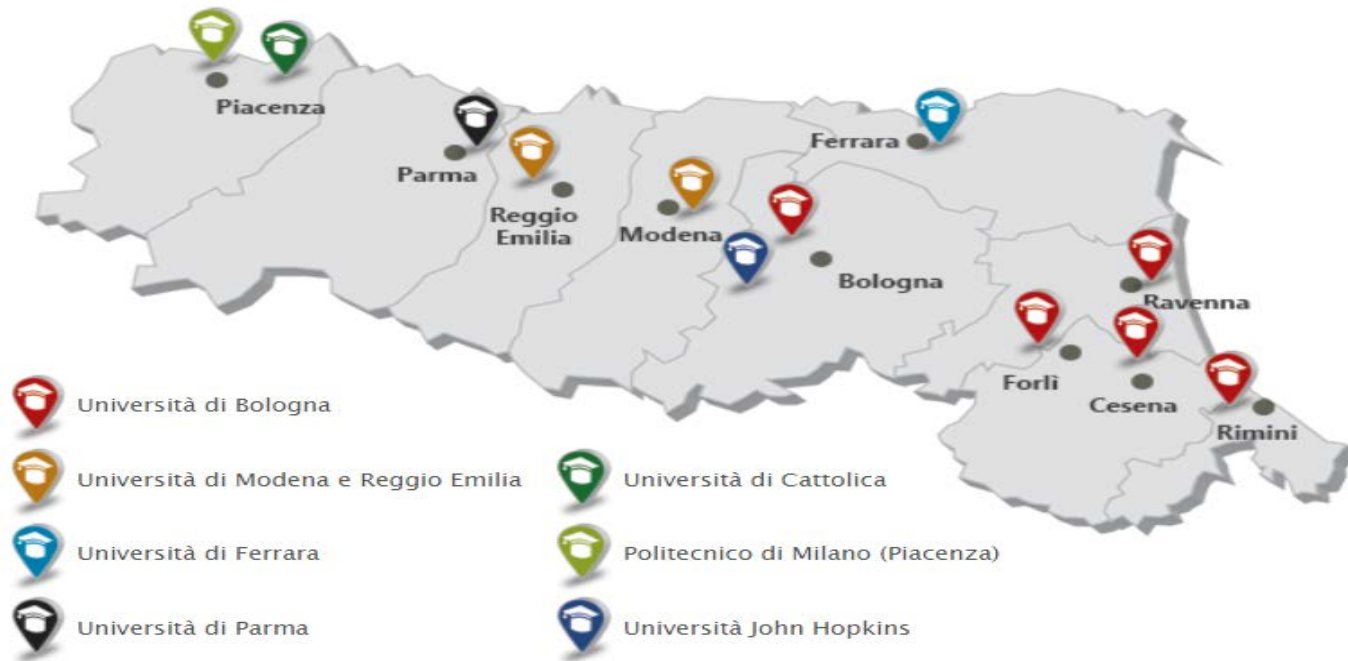 Piacenza
Parma
Reggio
Emilia
Modena
Ferrara
Bologna
Ravenna
Forlì
Cesena
Rimini
Università di Bologna
Università di Modena e Reggio Emilia
Università di Ferrara
Università di Parma
Università di Cattolica
Politecnico di Milano (Piacenza)
Università John Hopkins